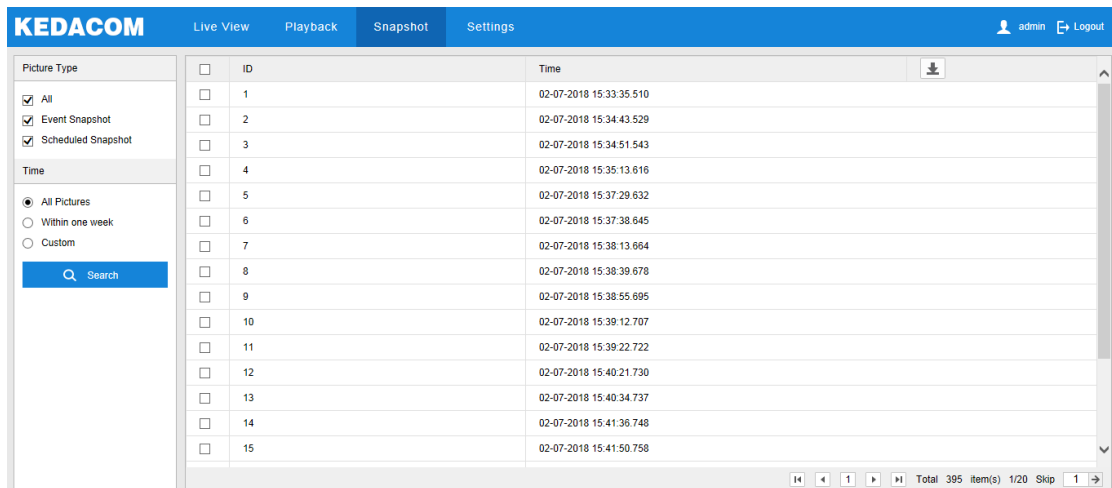 KEDACOM Live View Playback Snapshot Settings admin Logout
Picture Type
All
Event Snapshot
Scheduled Snapshot
Time
All Pictures
Within one week
Custom
Search
ID Time
1 02-07-2018 15:33:35.510
2 02-07-2018 15:34:43.529
3 02-07-2018 15:34:51.543
4 02-07-2018 15:35:13.616
5 02-07-2018 15:37:29.632
6 02-07-2018 15:37:38.645
7 02-07-2018 15:38:13.664
8 02-07-2018 15:38:39.678
9 02-07-2018 15:38:55.695
10 02-07-2018 15:39:12.707
11 02-07-2018 15:39:22.722
12 02-07-2018 15:40:21.730
13 02-07-2018 15:40:34.737
14 02-07-2018 15:41:36.748
15 02-07-2018 15:41:50.758
1 Total 395 item(s) 1/20 Skip 1